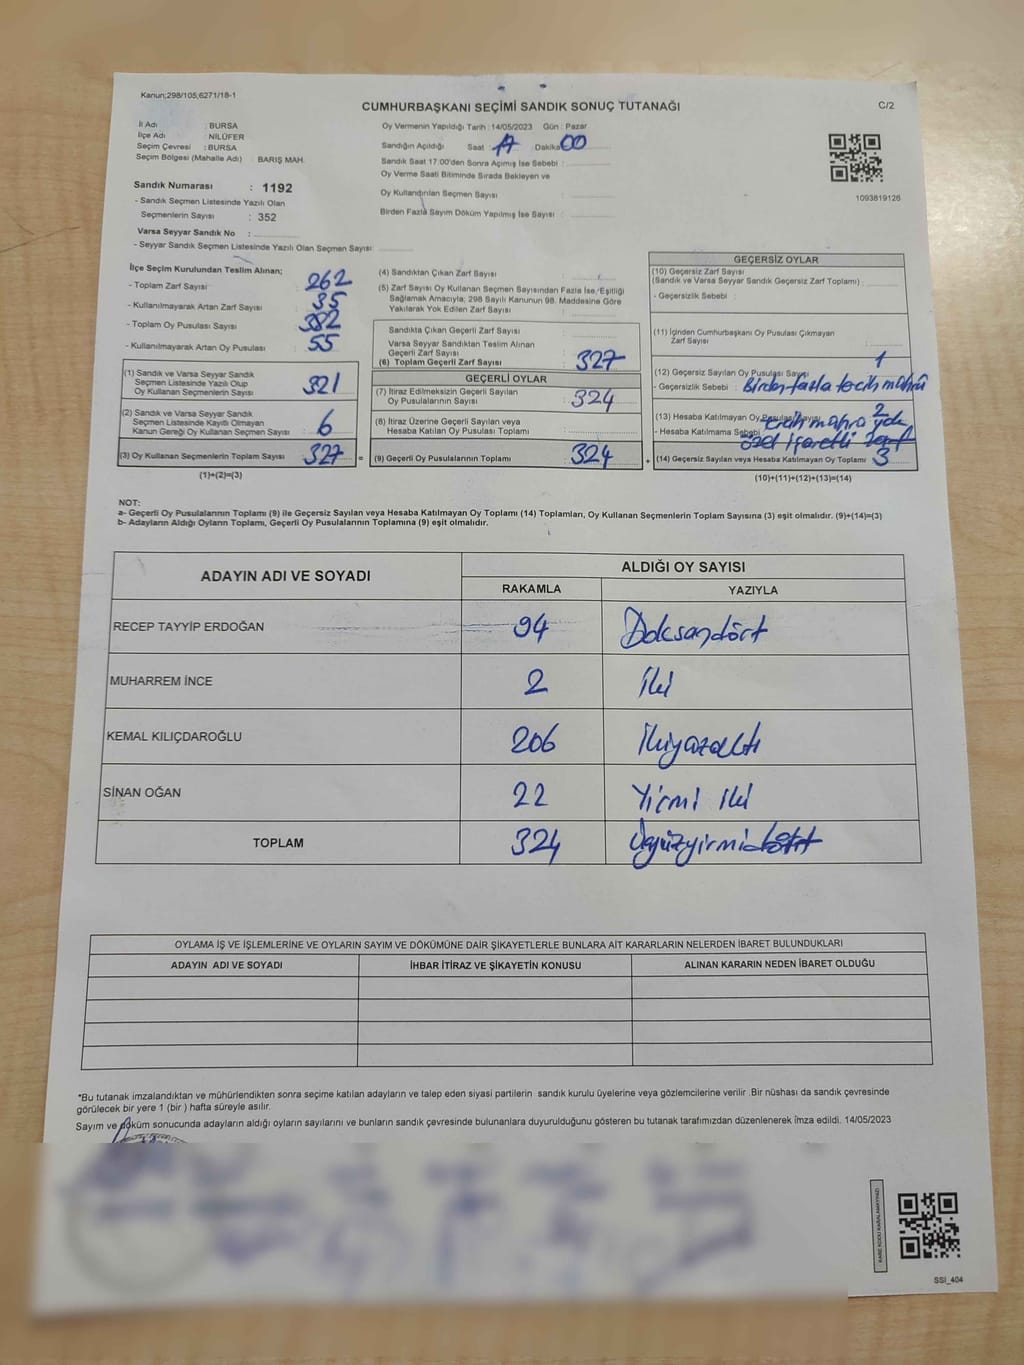 Kanun;298/105,6271/18-1
CUMHURBAŞKANI SEÇİMİ SANDIK SONUÇ TUTANAĞI
C/2
İl Adı : BURSA
İlçe Adı : NİLÜFER
Seçim Çevresi : BURSA
Seçim Bölgesi (Mahalle Adı) : BARIŞ MAH.
Oy Vermenin Yapıldığı Tarih : 14/05/2023 Gün : Pazar
Sandığın Açıldığı Saat 17 Dakika 00
Sandık Saat 17.00'den Sonra Açımış İse Sebebi :
Oy Verme Saati Bitiminde Sırada Bekleyen ve
Oy Kullandırılan Seçmen Sayısı :
Birden Fazla Sayım Döküm Yapılmış İse Sayısı :
1093819126
Sandık Numarası : 1192
- Sandık Seçmen Listesinde Yazılı Olan
Seçmenlerin Sayısı : 352
Varsa Seyyar Sandık No :
- Seyyar Sandık Seçmen Listesinde Yazılı Olan Seçmen Sayısı:
İlçe Seçim Kurulundan Teslim Alınan;
- Toplam Zarf Sayısı : 262
- Kullanılmayarak Artan Zarf Sayısı : 35
- Toplam Oy Pusulası Sayısı : 382
- Kullanılmayarak Artan Oy Pusulası : 55
(1) Sandık ve Varsa Seyyar Sandık
Seçmen Listesinde Yazılı Olup
Oy Kullanan Seçmenlerin Sayısı : 321
(2) Sandık ve Varsa Seyyar Sandık
Seçmen Listesinde Kayıtlı Olmayan
Kanun Gereği Oy Kullanan Seçmen Sayısı : 6
(3) Oy Kullanan Seçmenlerin Toplam Sayısı : 327 =
(1)+(2)=(3)
(4) Sandıktan Çıkan Zarf Sayısı :
(5) Zarf Sayısı Oy Kullanan Seçmen Sayısından Fazla İse, Eşitliği
Sağlamak Amacıyla; 298 Sayılı Kanunun 98. Maddesine Göre
Yakılarak Yok Edilen Zarf Sayısı :
Sandıkta Çıkan Geçerli Zarf Sayısı :
Varsa Seyyar Sandıktan Teslim Alınan
Geçerli Zarf Sayısı :
(6) Toplam Geçerli Zarf Sayısı : 327
GEÇERLİ OYLAR
(7) İtiraz Edilmeksizin Geçerli Sayılan
Oy Pusulalarının Sayısı : 324
(8) İtiraz Üzerine Geçerli Sayılan veya
Hesaba Katılan Oy Pusulası Toplamı :
(9) Geçerli Oy Pusulalarının Toplamı : 324 +
GEÇERSİZ OYLAR
(10) Geçersiz Zarf Sayısı
(Sandık ve Varsa Seyyar Sandık Geçersiz Zarf Toplamı) :
- Geçersizlik Sebebi :
(11) İçinden Cumhurbaşkanı Oy Pusulası Çıkmayan
Zarf Sayısı :
(12) Geçersiz Sayılan Oy Pusulası Sayısı 1
- Geçersizlik Sebebi : Birden fazla tercih mührü
(13) Hesaba Katılmayan Oy Pusulası Sayısı 2
- Hesaba Katılmama Sebebi tercih mührü yok
özel işaretli zarf
(14) Geçersiz Sayılan veya Hesaba Katılmayan Oy Toplamı : 3
(10)+(11)+(12)+(13)=(14)
NOT:
a- Geçerli Oy Pusulalarının Toplamı (9) ile Geçersiz Sayılan veya Hesaba Katılmayan Oy Toplamı (14) Toplamları, Oy Kullanan Seçmenlerin Toplam Sayısına (3) eşit olmalıdır. (9)+(14)=(3)
b- Adayların Aldığı Oyların Toplamı, Geçerli Oy Pusulalarının Toplamına (9) eşit olmalıdır.
ADAYIN ADI VE SOYADI
ALDIĞI OY SAYISI
RAKAMLA YAZIYLA
RECEP TAYYİP ERDOĞAN 94 Doksandört
MUHARREM İNCE 2 İki
KEMAL KILIÇDAROĞLU 206 İkiyüzaltı
SİNAN OĞAN 22 Yirmi iki
TOPLAM 324 Üçyüzyirmidört
OYLAMA İŞ VE İŞLEMLERİNE VE OYLARIN SAYIM VE DÖKÜMÜNE DAİR ŞİKAYETLERLE BUNLARA AİT KARARLARIN NELERDEN İBARET BULUNDUKLARI
ADAYIN ADI VE SOYADI İHBAR İTİRAZ VE ŞİKAYETİN KONUSU ALINAN KARARIN NEDEN İBARET OLDUĞU
*Bu tutanak imzalandıktan ve mühürlendikten sonra seçime katılan adayların ve talep eden siyasi partilerin sandık kurulu üyelerine veya gözlemcilerine verilir .Bir nüshası da sandık çevresinde
görülecek bir yere 1 (bir ) hafta süreyle asılır.
Sayım ve döküm sonucunda adayların aldığı oyların sayılarını ve bunların sandık çevresinde bulunanlara duyurulduğunu gösteren bu tutanak tarafımızdan düzenlenerek imza edildi. 14/05/2023
KARE KODU KARALAMAYINIZ!
SSI_404